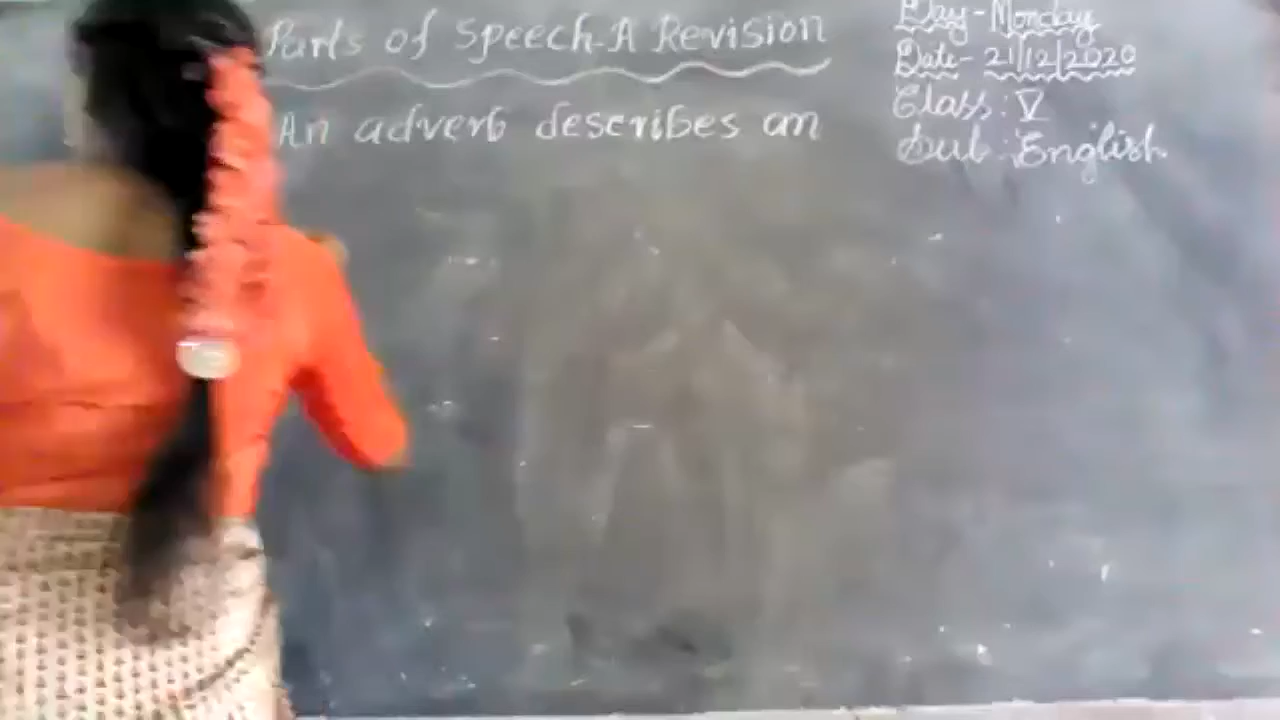 Parts of Speech-A Revision
An adverb describes an
Day-Monday
Date- 21/12/2020
Class: V
Sub: English